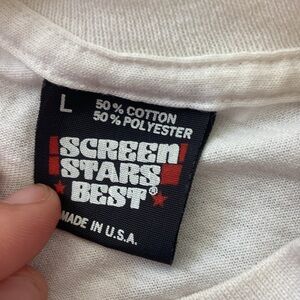 L
50% COTTON
50% POLYESTER
SCREEN
STARS
BEST®
MADE IN U.S.A.